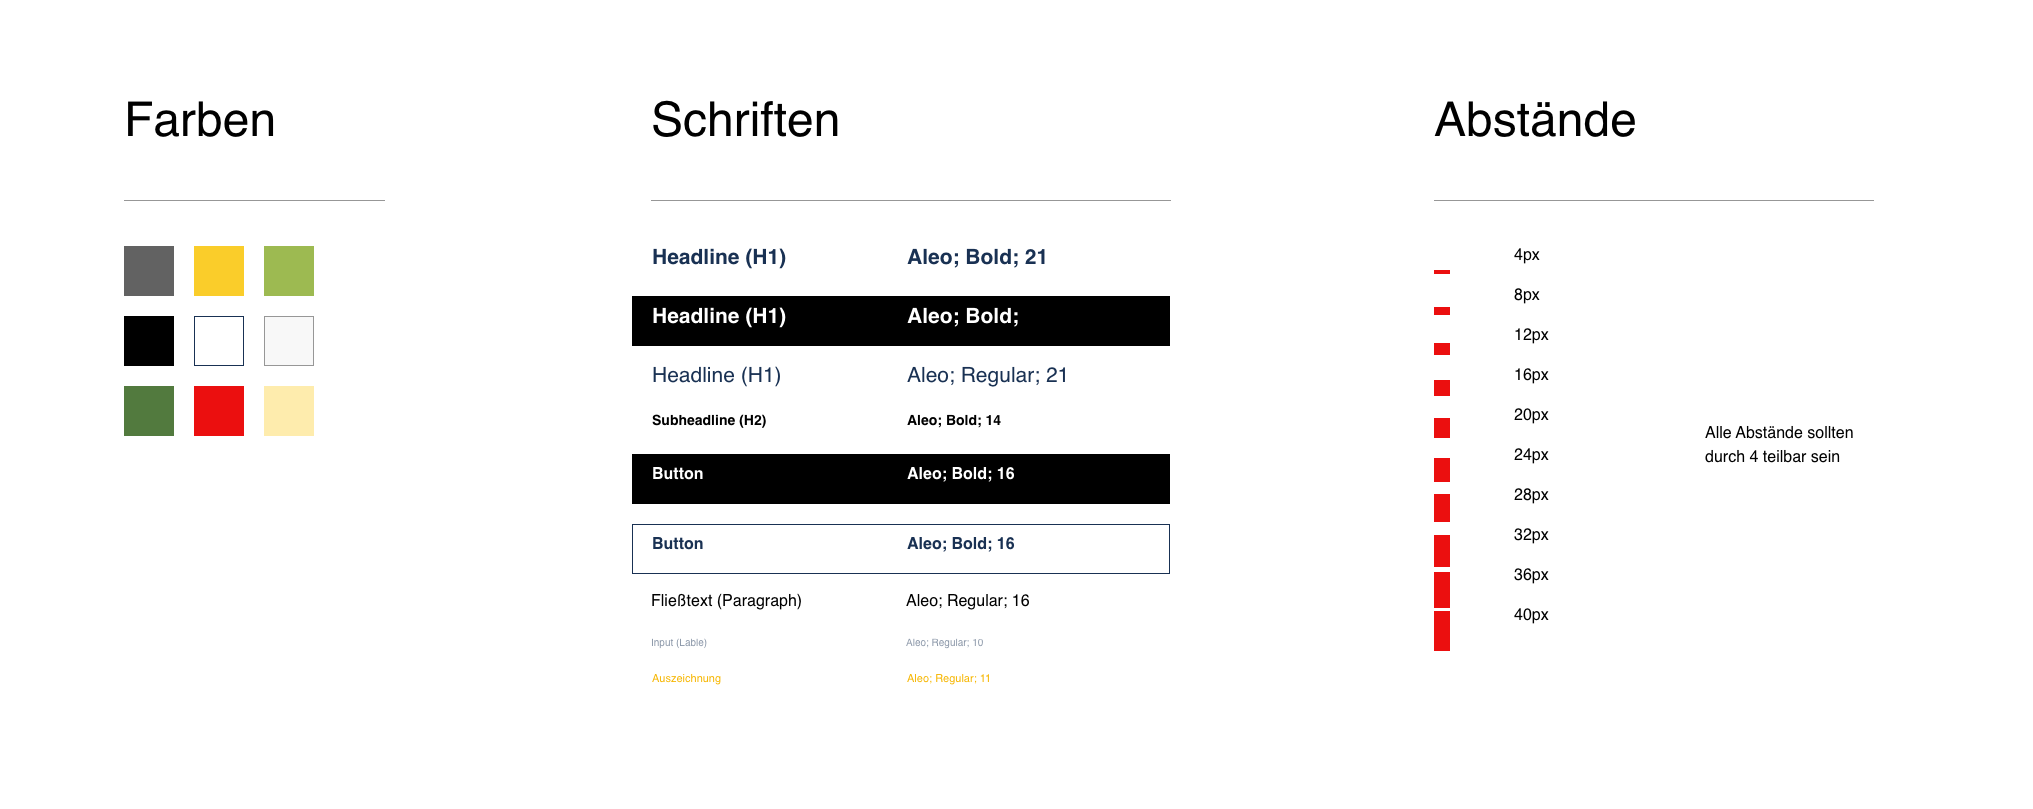 Farben
Schriften
Abstände
Headline (H1) Aleo; Bold; 21
Headline (H1) Aleo; Bold;
Headline (H1) Aleo; Regular; 21
Subheadline (H2) Aleo; Bold; 14
Button Aleo; Bold; 16
Button Aleo; Bold; 16
Fließtext (Paragraph) Aleo; Regular; 16
Input (Lable) Aleo; Regular; 10
Auszeichnung Aleo; Regular; 11
4px
8px
12px
16px
20px
24px
28px
32px
36px
40px
Alle Abstände sollten
durch 4 teilbar sein